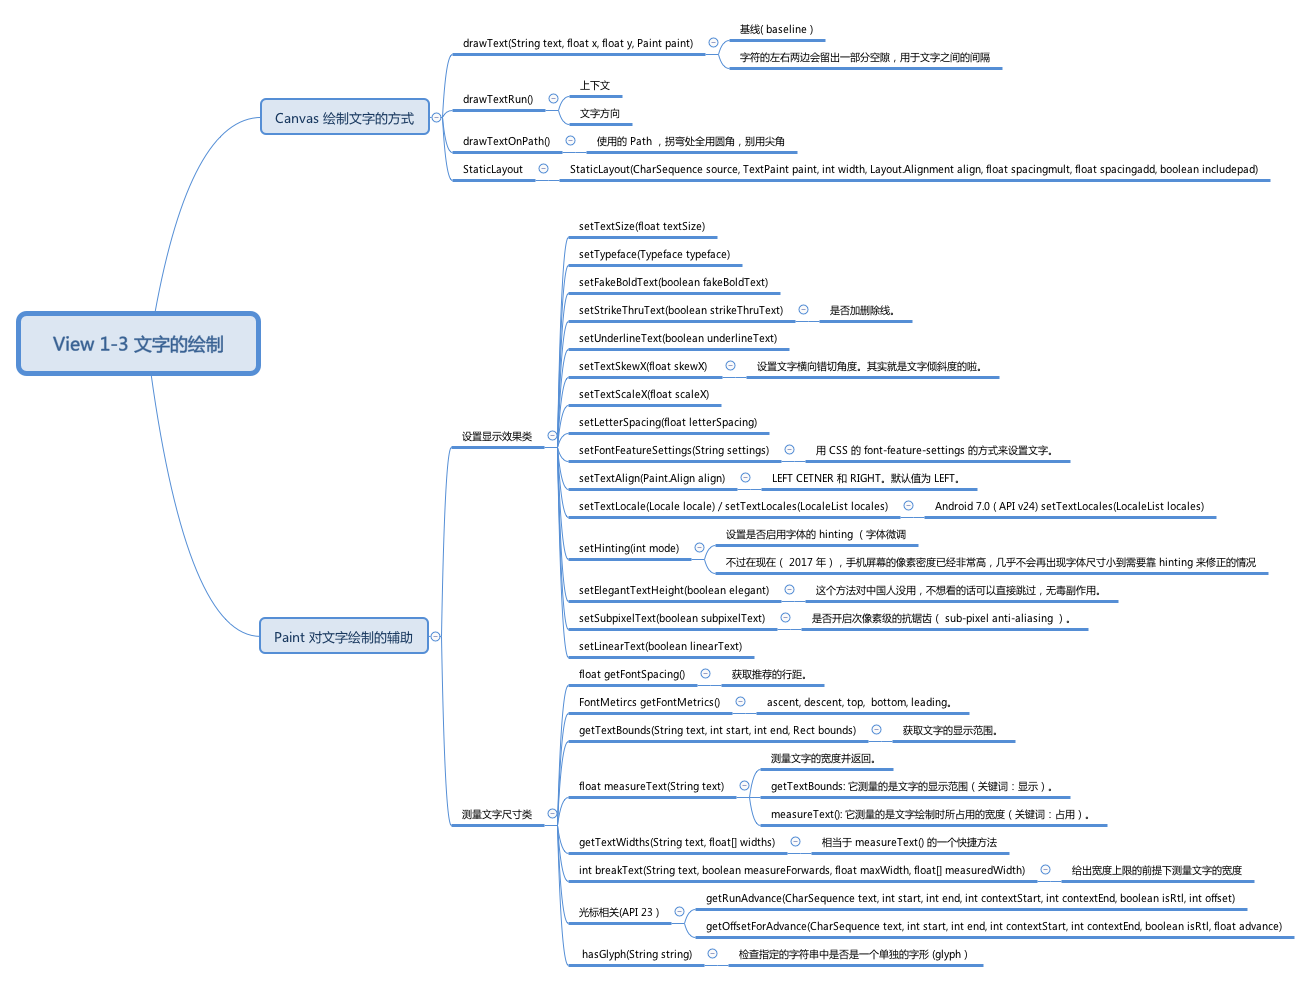 View 1-3 文字的绘制
Canvas 绘制文字的方式
drawText(String text, float x, float y, Paint paint)
基线( baseline )
字符的左右两边会留出一部分空隙，用于文字之间的间隔
drawTextRun()
上下文
文字方向
drawTextOnPath()
使用的 Path ，拐弯处全用圆角，别用尖角
StaticLayout
StaticLayout(CharSequence source, TextPaint paint, int width, Layout.Alignment align, float spacingmult, float spacingadd, boolean includepad)
Paint 对文字绘制的辅助
设置显示效果类
setTextSize(float textSize)
setTypeface(Typeface typeface)
setFakeBoldText(boolean fakeBoldText)
setStrikeThruText(boolean strikeThruText)
是否加删除线。
setUnderlineText(boolean underlineText)
setTextSkewX(float skewX)
设置文字横向错切角度。其实就是文字倾斜度的啦。
setTextScaleX(float scaleX)
setLetterSpacing(float letterSpacing)
setFontFeatureSettings(String settings)
用 CSS 的 font-feature-settings 的方式来设置文字。
setTextAlign(Paint.Align align)
LEFT CETNER 和 RIGHT。默认值为 LEFT。
setTextLocale(Locale locale) / setTextLocales(LocaleList locales)
Android 7.0 ( API v24) setTextLocales(LocaleList locales)
setHinting(int mode)
设置是否启用字体的 hinting （ 字体微调
不过在现在（ 2017 年），手机屏幕的像素密度已经非常高，几乎不会再出现字体尺寸小到需要靠 hinting 来修正的情况
setElegantTextHeight(boolean elegant)
这个方法对中国人没用，不想看的话可以直接跳过，无毒副作用。
setSubpixelText(boolean subpixelText)
是否开启次像素级的抗锯齿（ sub-pixel anti-aliasing ）。
setLinearText(boolean linearText)
测量文字尺寸类
float getFontSpacing()
获取推荐的行距。
FontMetircs getFontMetrics()
ascent, descent, top,  bottom, leading。
getTextBounds(String text, int start, int end, Rect bounds)
获取文字的显示范围。
float measureText(String text)
测量文字的宽度并返回。
getTextBounds: 它测量的是文字的显示范围（关键词：显示）。
measureText(): 它测量的是文字绘制时所占用的宽度（关键词：占用）。
getTextWidths(String text, float[] widths)
相当于 measureText() 的一个快捷方法
int breakText(String text, boolean measureForwards, float maxWidth, float[] measuredWidth)
给出宽度上限的前提下测量文字的宽度
光标相关(API 23 )
getRunAdvance(CharSequence text, int start, int end, int contextStart, int contextEnd, boolean isRtl, int offset)
getOffsetForAdvance(CharSequence text, int start, int end, int contextStart, int contextEnd, boolean isRtl, float advance)
hasGlyph(String string)
检查指定的字符串中是否是一个单独的字形 (glyph )